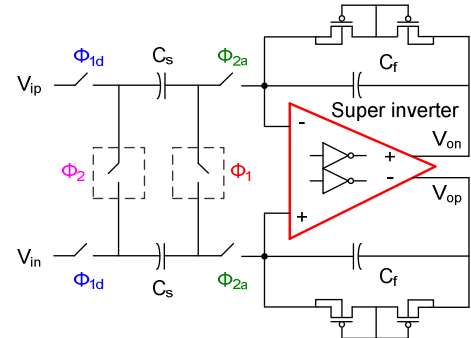 Φ1d
Cs
Φ2a
Cf
Vip
Super inverter
-
+
Von
Φ2
Φ1
-
Vop
+
Vin
Φ1d
Cs
Φ2a
Cf